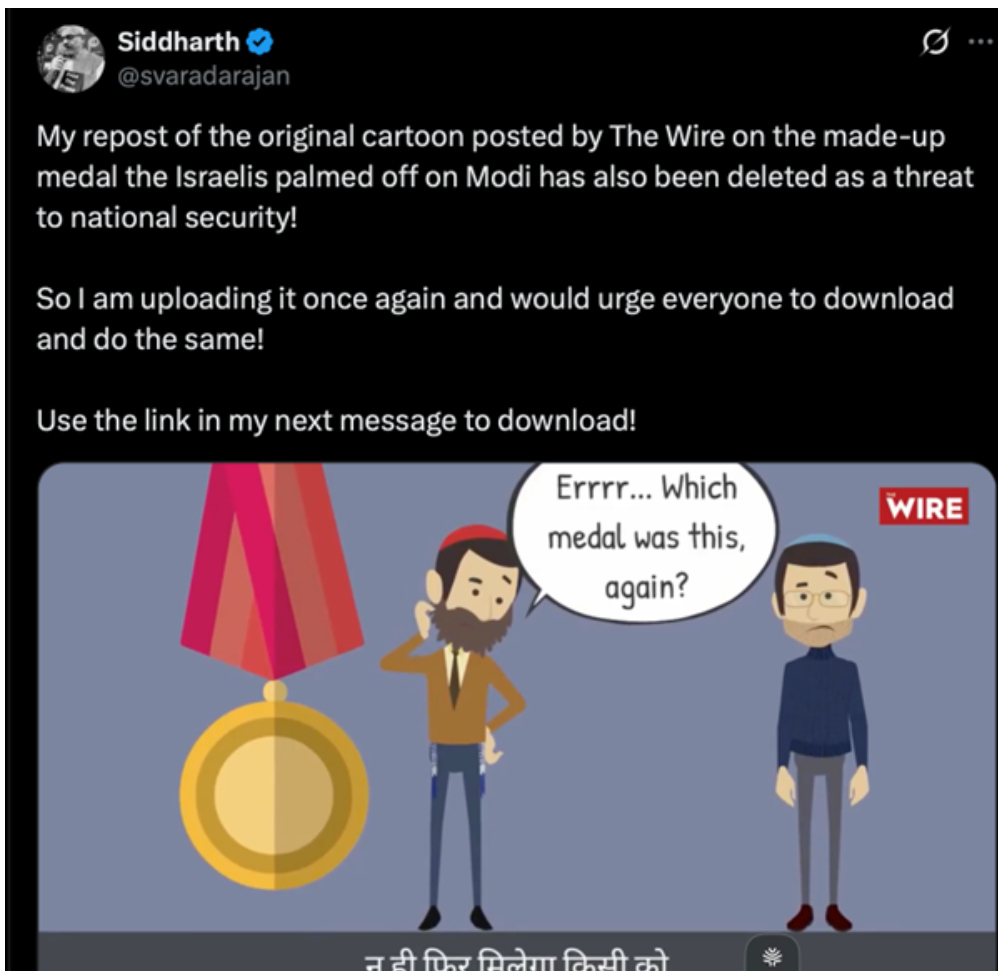 Siddharth
@svaradarajan
My repost of the original cartoon posted by The Wire on the made-up
medal the Israelis palmed off on Modi has also been deleted as a threat
to national security!
So I am uploading it once again and would urge everyone to download
and do the same!
Use the link in my next message to download!
Errrr... Which
medal was this,
again?
THE
WIRE
न ही फिर मिलेगा किसी को